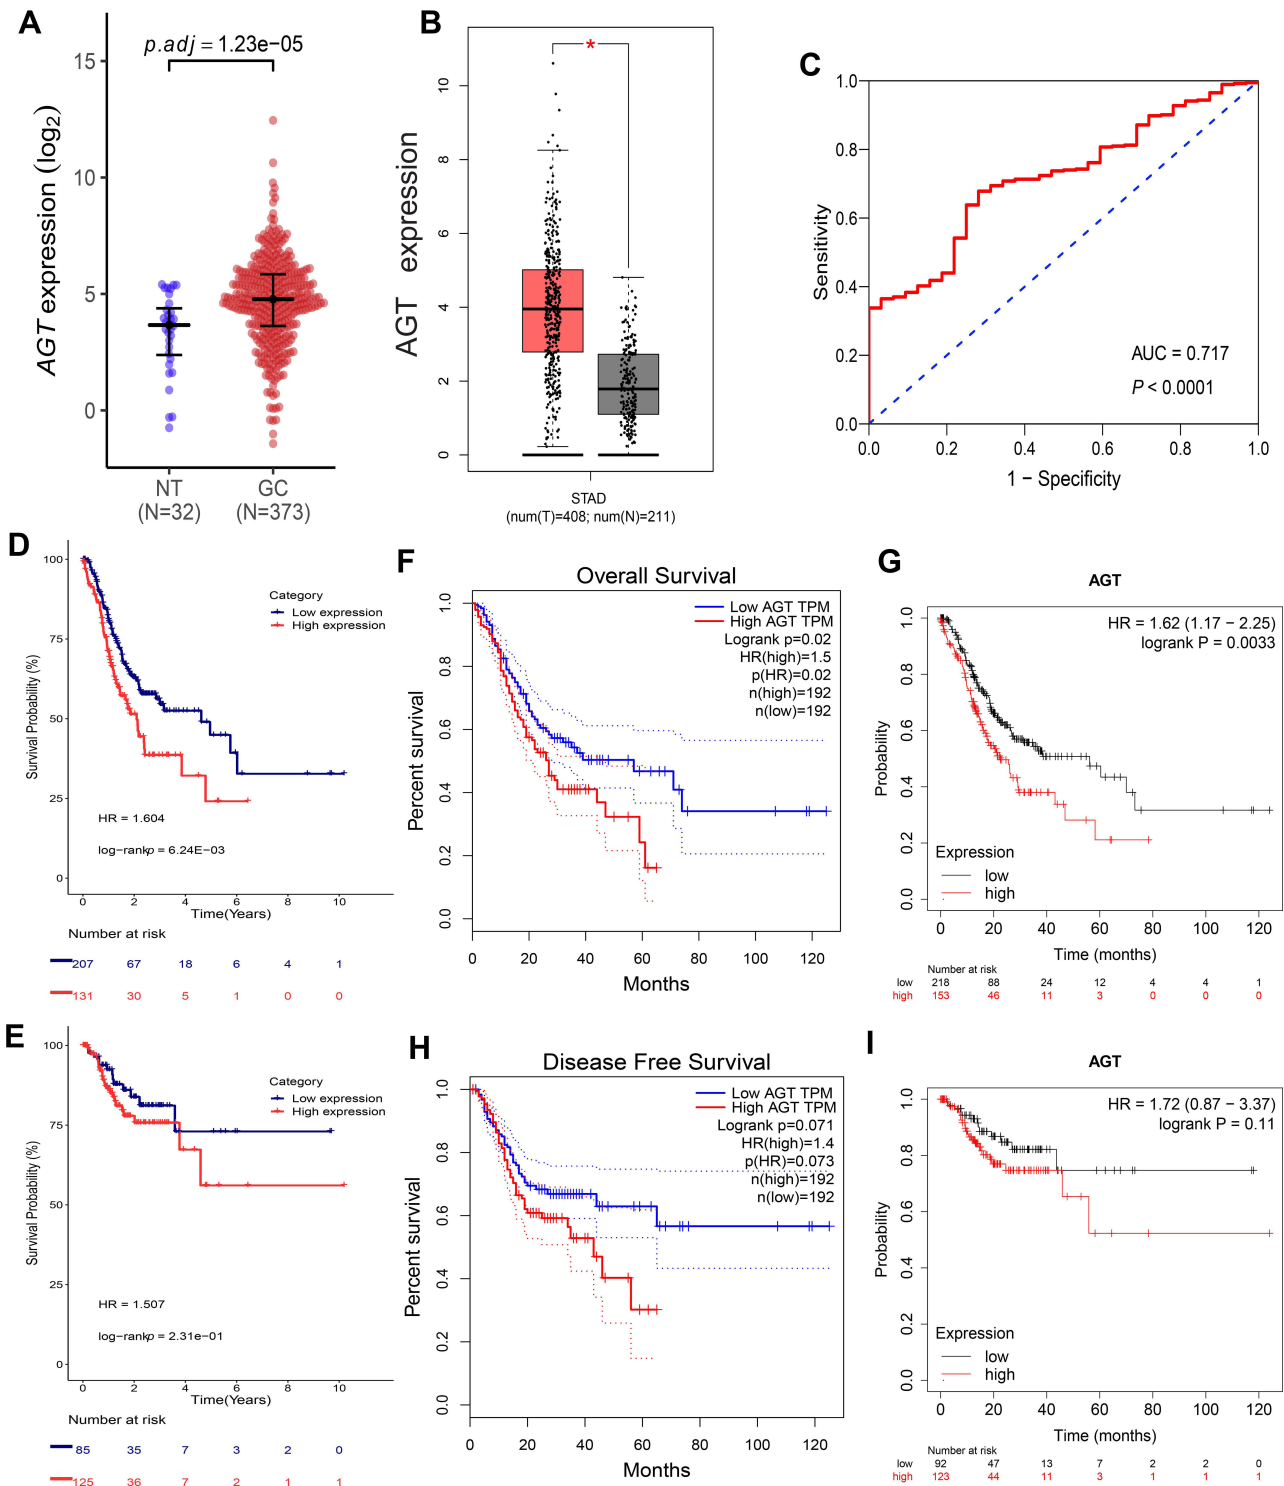 A
p.adj = 1.23e−05
AGT expression (log2)
15
10
5
0
NT
(N=32)
GC
(N=373)
B
*
AGT expression
10
8
6
4
2
0
STAD
(num(T)=408; num(N)=211)
C
Sensitivity
1.0
0.8
0.6
0.4
0.2
0.0
AUC = 0.717
P < 0.0001
0.0 0.2 0.4 0.6 0.8 1.0
1 − Specificity
D
Survival Probability (%)
100
75
50
25
0
Category
Low expression
High expression
HR = 1.604
log−rank p = 6.24E−03
0 2 4 6 8 10
Time(Years)
Number at risk
207 67 18 6 4 1
131 30 5 1 0 0
F
Overall Survival
Percent survival
1.0
0.8
0.6
0.4
0.2
0.0
Low AGT TPM
High AGT TPM
Logrank p=0.02
HR(high)=1.5
p(HR)=0.02
n(high)=192
n(low)=192
0 20 40 60 80 100 120
Months
G
AGT
Probability
1.0
0.8
0.6
0.4
0.2
0.0
HR = 1.62 (1.17 − 2.25)
logrank P = 0.0033
Expression
low
high
0 20 40 60 80 100 120
Time (months)
Number at risk
low 218 88 24 12 4 4 1
high 153 46 11 3 0 0 0
E
Survival Probability (%)
100
75
50
25
0
Category
Low expression
High expression
HR = 1.507
log−rank p = 2.31e−01
0 2 4 6 8 10
Time(Years)
Number at risk
85 35 7 3 2 0
125 36 7 2 1 1
H
Disease Free Survival
Percent survival
1.0
0.8
0.6
0.4
0.2
0.0
Low AGT TPM
High AGT TPM
Logrank p=0.071
HR(high)=1.4
p(HR)=0.073
n(high)=192
n(low)=192
0 20 40 60 80 100 120
Months
I
AGT
Probability
1.0
0.8
0.6
0.4
0.2
0.0
HR = 1.72 (0.87 − 3.37)
logrank P = 0.11
Expression
low
high
0 20 40 60 80 100 120
Time (months)
Number at risk
low 92 47 13 7 2 2 0
high 123 44 11 3 1 1 1